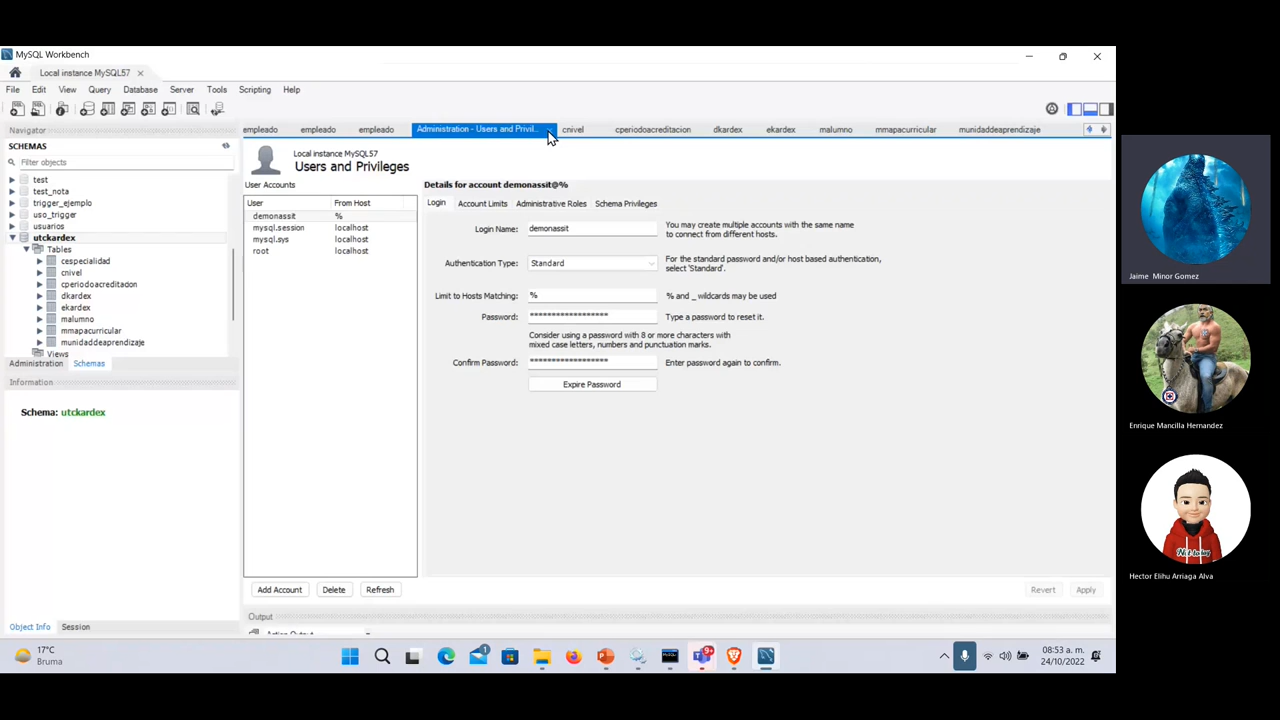 MySQL Workbench
Local instance MySQL57
File Edit View Query Database Server Tools Scripting Help
Navigator
SCHEMAS
Filter objects
test
test_nota
trigger_ejemplo
uso_trigger
usuarios
utckardex
Tables
cespecialidad
cnivel
cperiodoacreditadon
dkardex
ekardex
malumno
mmapacurricular
munidaddeaprendizaje
Views
Administration Schemas
Information
Schema: utckardex
Object Info Session
empleado empleado empleado Administration - Users and Privil... cnivel cperiodoacreditacion dkardex ekardex malumno mmapacurricular munidaddeaprendizaje
Local instance MySQL57
Users and Privileges
User Accounts
User From Host
demonassit %
mysql.session localhost
mysql.sys localhost
root localhost
Add Account Delete Refresh
Details for account demonassit@%
Login Account Limits Administrative Roles Schema Privileges
Login Name: demonassit You may create multiple accounts with the same name
to connect from different hosts.
Authentication Type: Standard For the standard password and/or host based authentication,
select 'Standard'.
Limit to Hosts Matching: % % and _ wildcards may be used
Password: ****************** Type a password to reset it.
Consider using a password with 8 or more characters with
mixed case letters, numbers and punctuation marks.
Confirm Password: ****************** Enter password again to confirm.
Expire Password
Revert Apply
Output
Action Output
17°C
Bruma
1
9+
08:53 a. m.
24/10/2022
Jaime Minor Gomez
Enrique Mancilla Hernandez
Not today
Hector Elihu Arriaga Alva